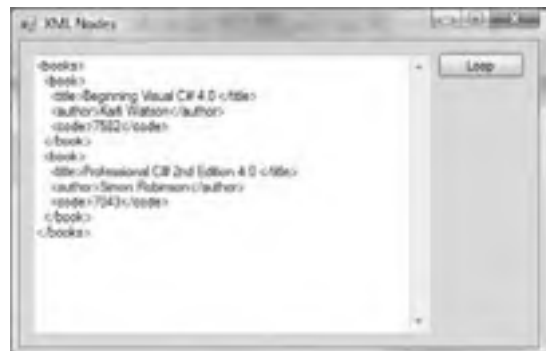 XML Nodes
Loop
<books>
<book>
<title>Beginning Visual C# 4.0 </title>
<author>Karli Watson</author>
<code>7582</code>
</book>
<book>
<title>Professional C# 2nd Edition 4.0 </title>
<author>Simon Robinson</author>
<code>7043</code>
</book>
</books>